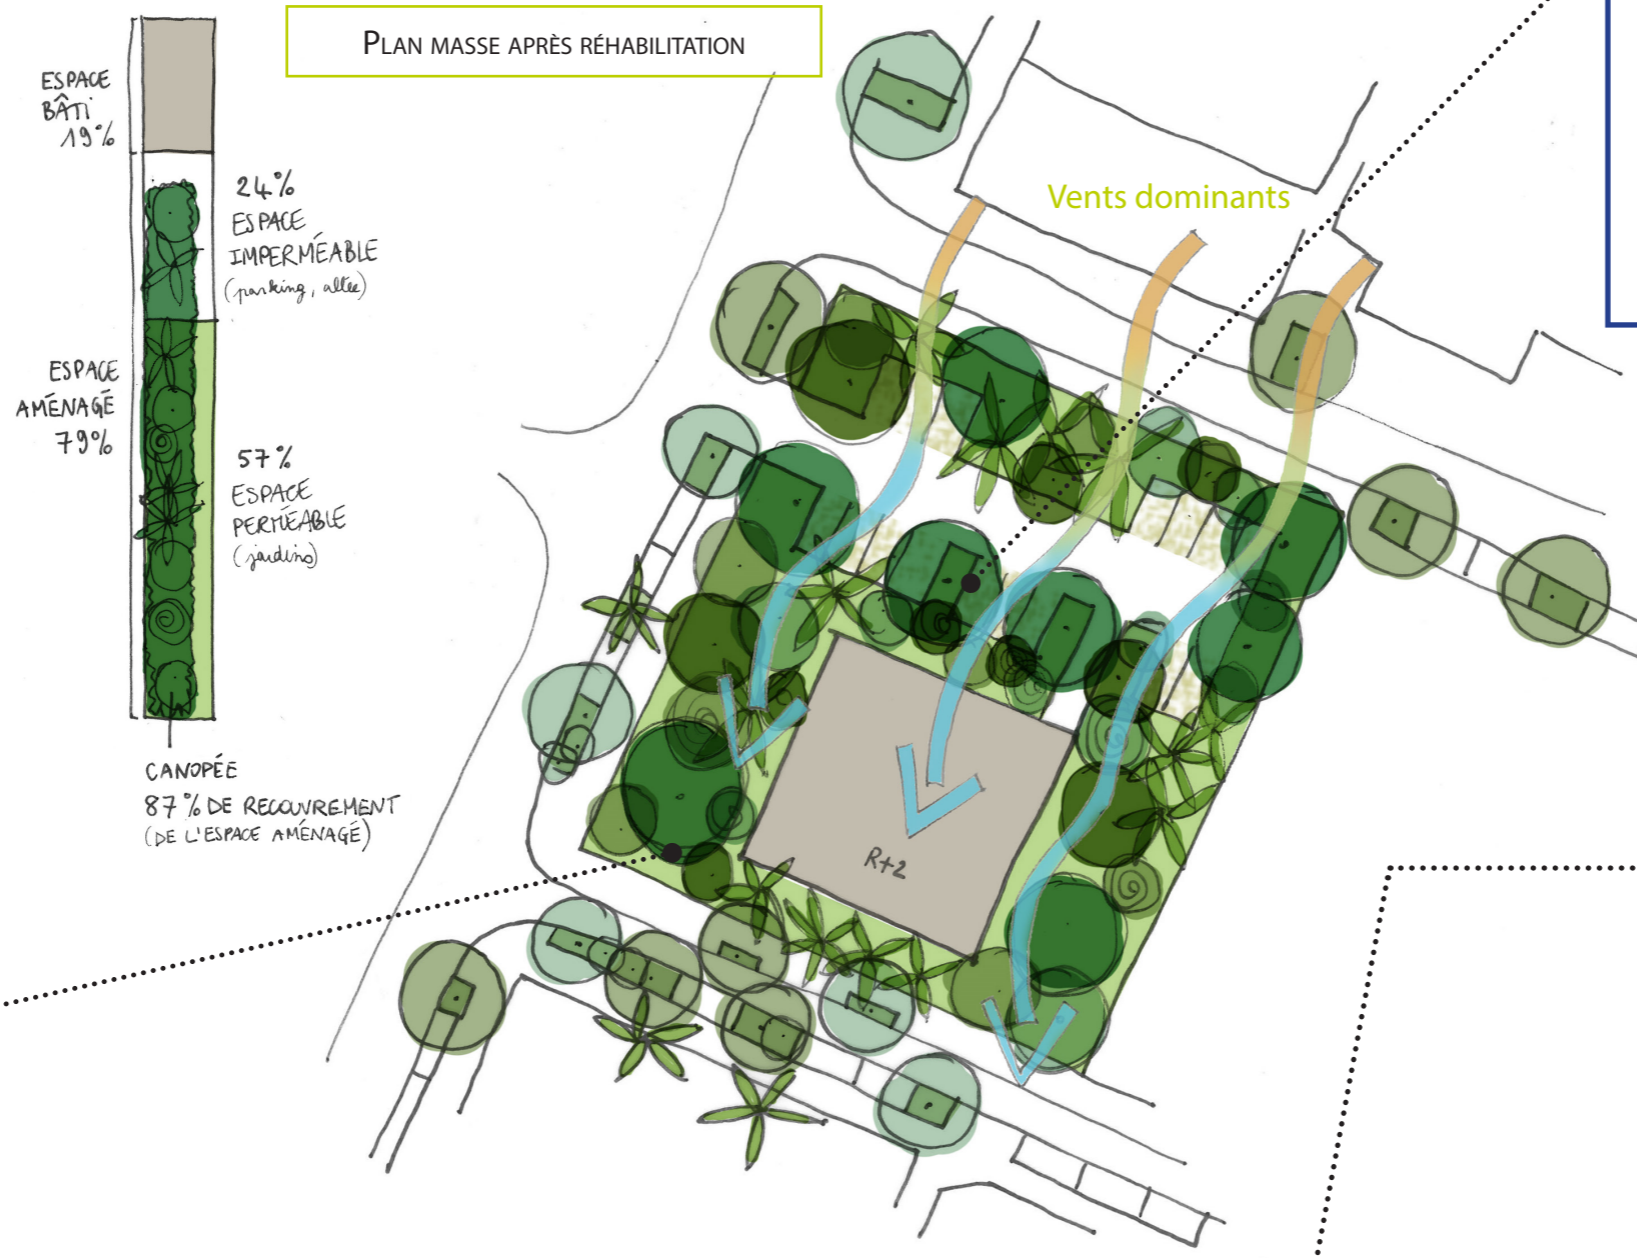 PLAN MASSE APRÈS RÉHABILITATION
ESPACE
BÂTI
19%
24%
ESPACE
IMPERMÉABLE
(parking, allée)
ESPACE
AMÉNAGÉ
79%
57%
ESPACE
PERMÉABLE
(jardins)
CANOPÉE
87% DE RECOUVREMENT
(DE L'ESPACE AMÉNAGÉ)
Vents dominants
R+2